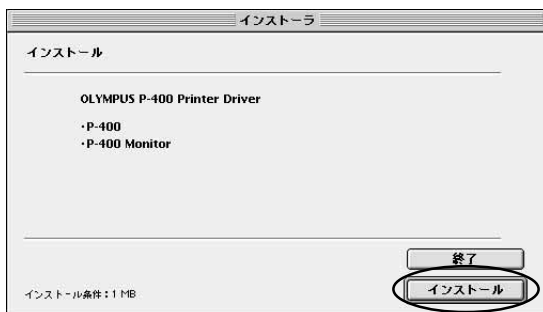 インストーラ
インストール
OLYMPUS P-400 Printer Driver
・P-400
・P-400 Monitor
終了
インストール条件：1 MB
インストール